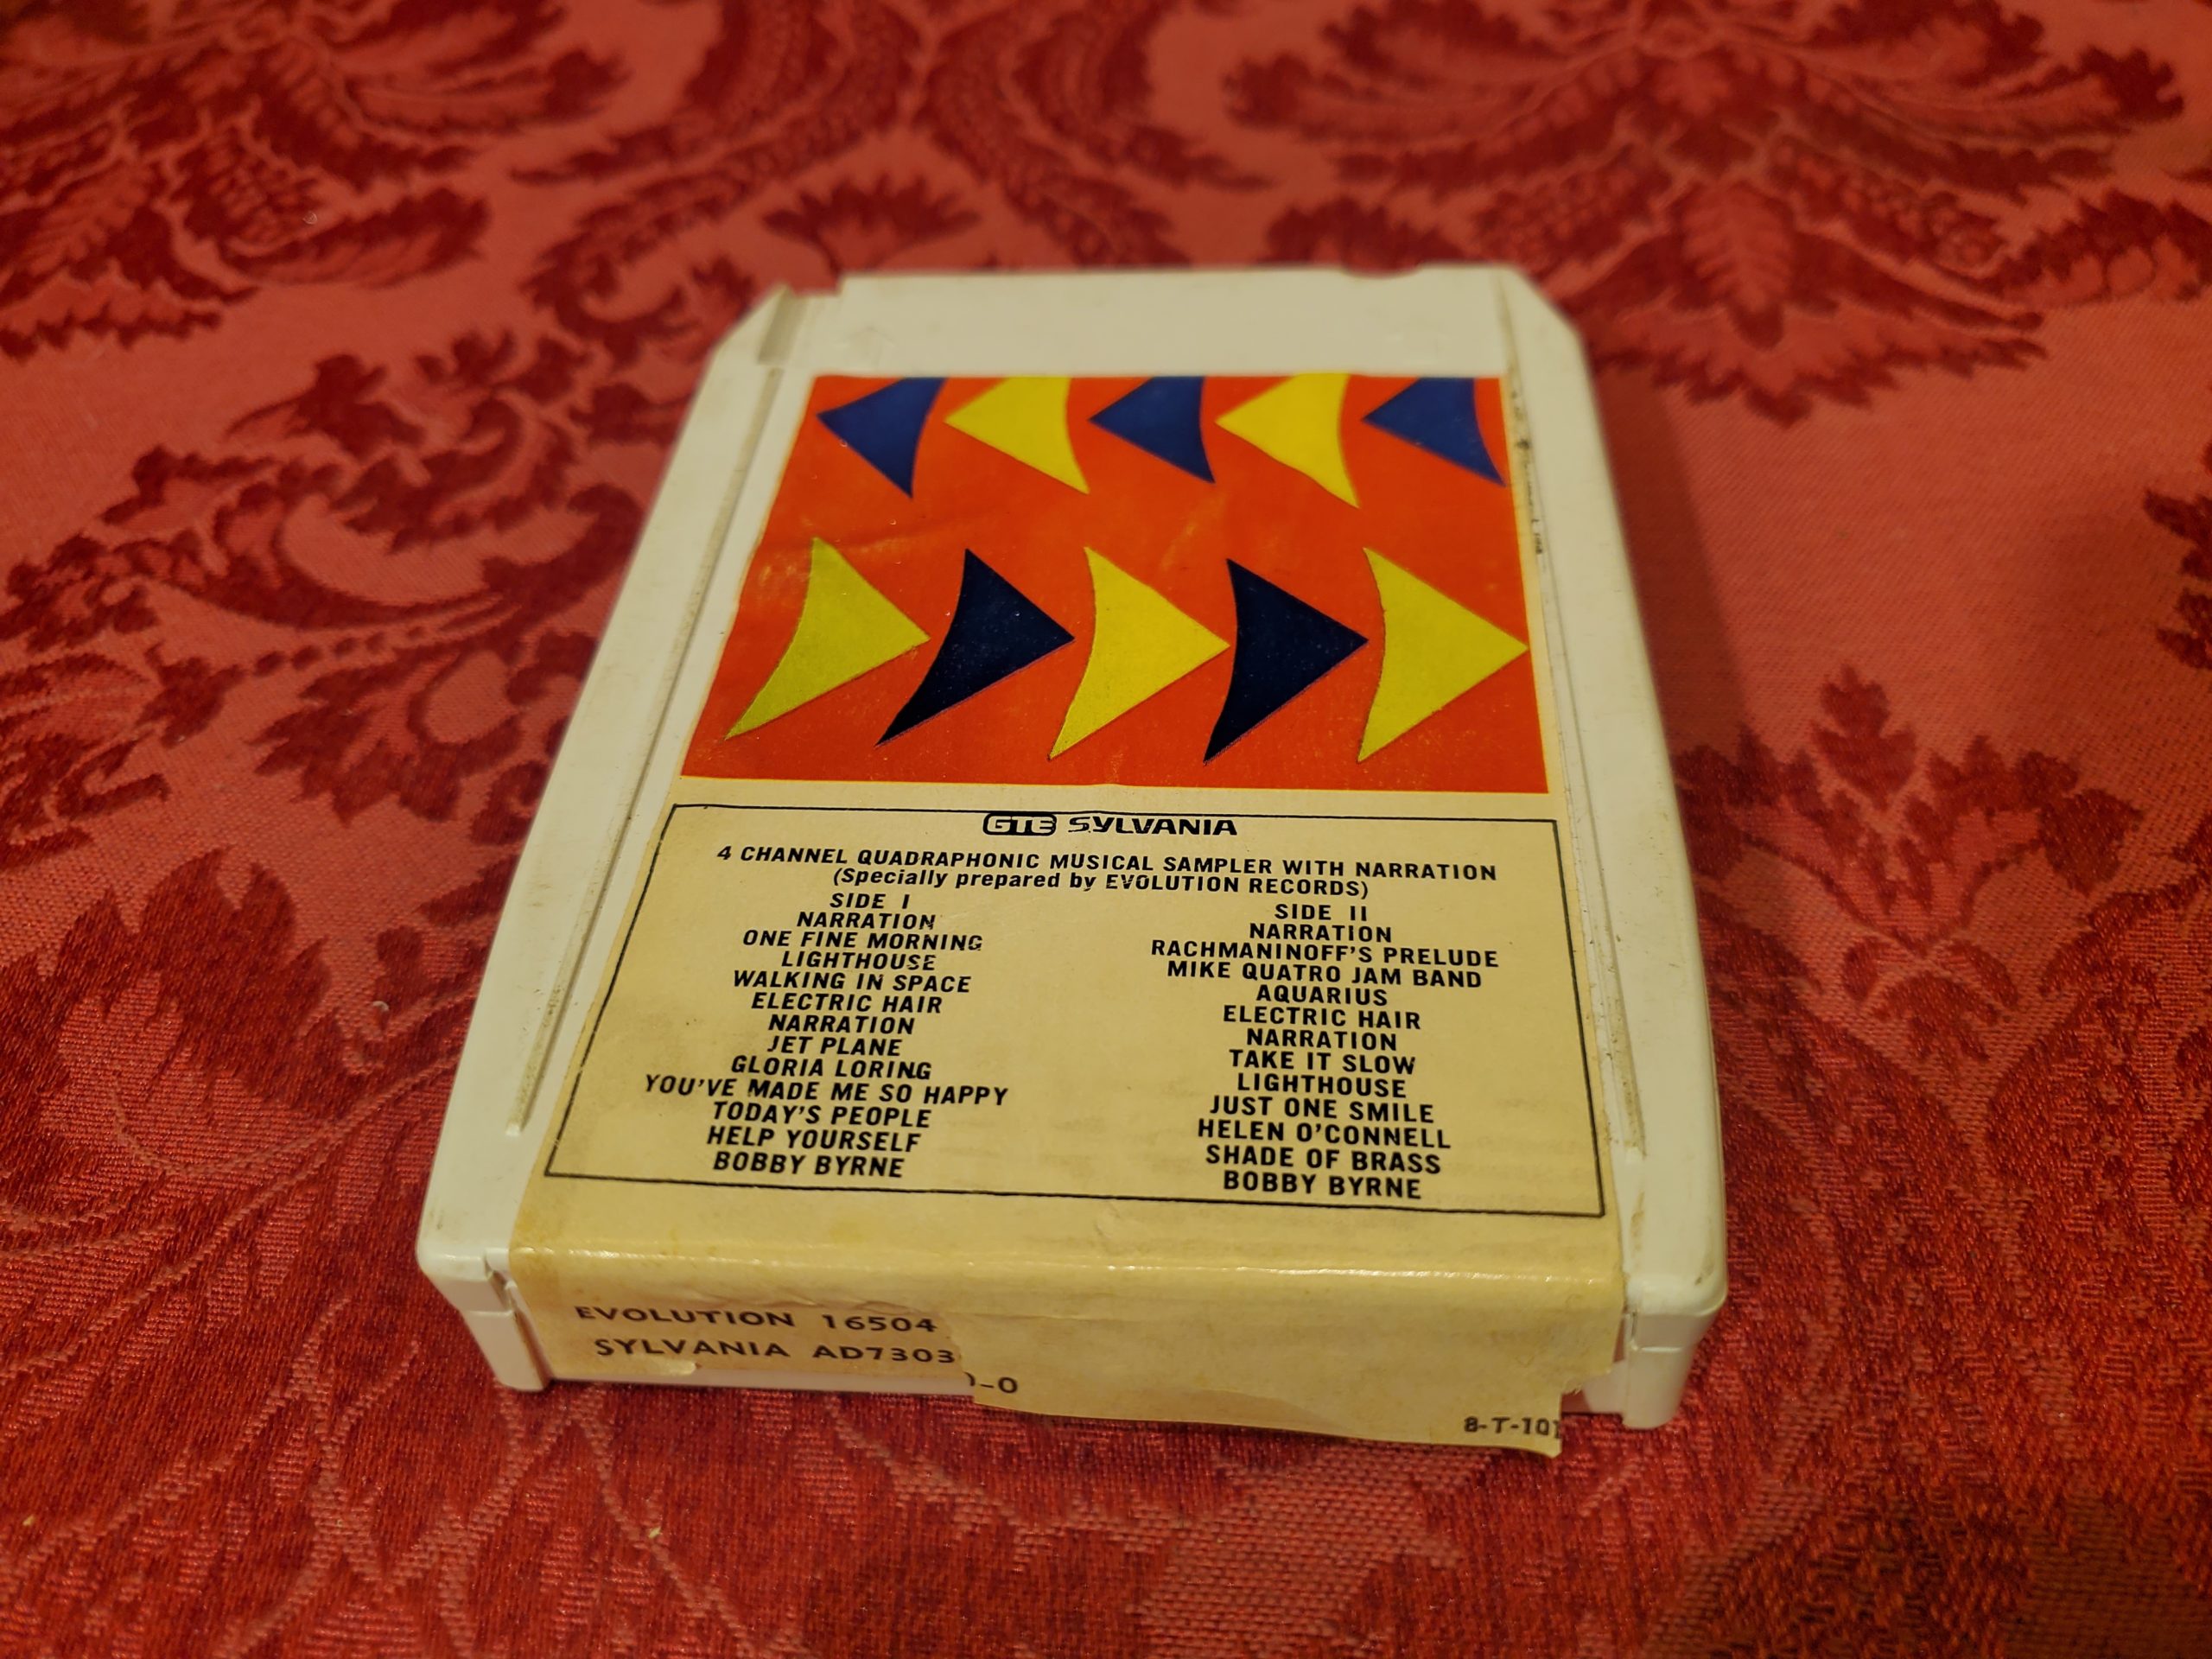 GTE SYLVANIA
4 CHANNEL QUADRAPHONIC MUSICAL SAMPLER WITH NARRATION
(Specially prepared by EVOLUTION RECORDS)
SIDE I
NARRATION
ONE FINE MORNING
LIGHTHOUSE
WALKING IN SPACE
ELECTRIC HAIR
NARRATION
JET PLANE
GLORIA LORING
YOU'VE MADE ME SO HAPPY
TODAY'S PEOPLE
HELP YOURSELF
BOBBY BYRNE
SIDE II
NARRATION
RACHMANINOFF'S PRELUDE
MIKE QUATRO JAM BAND
AQUARIUS
ELECTRIC HAIR
NARRATION
TAKE IT SLOW
LIGHTHOUSE
JUST ONE SMILE
HELEN O'CONNELL
SHADE OF BRASS
BOBBY BYRNE
EVOLUTION 16504
SYLVANIA AD7303
-0
8-T-101